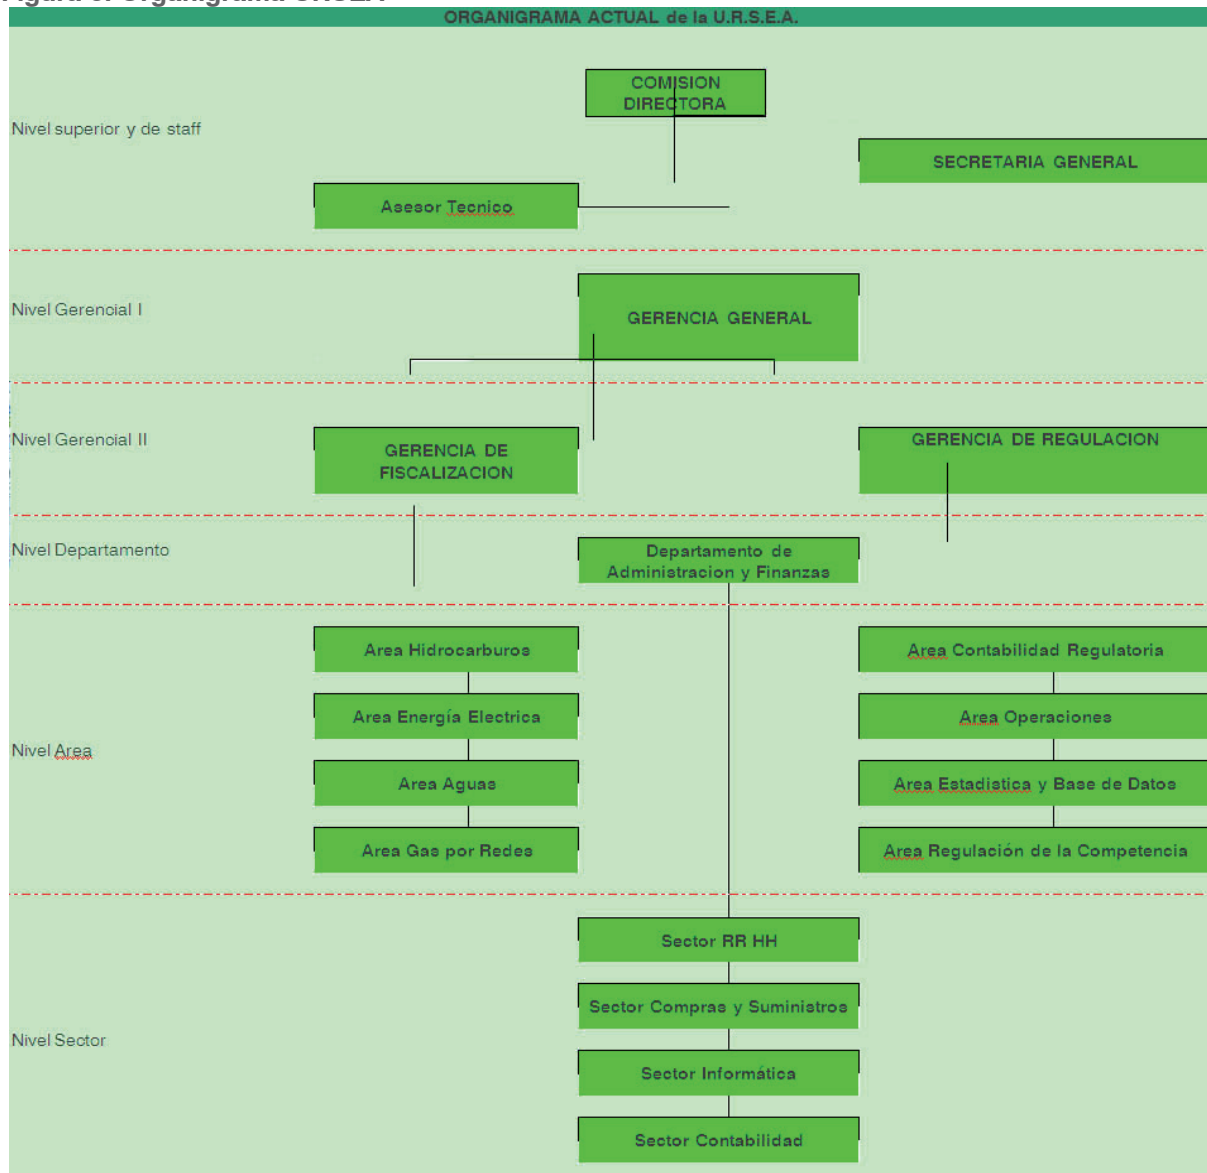 ORGANIGRAMA ACTUAL de la U.R.S.E.A.
COMISION
DIRECTORA
Nivel superior y de staff
SECRETARIA GENERAL
Asesor Tecnico
Nivel Gerencial I
GERENCIA GENERAL
Nivel Gerencial II
GERENCIA DE
FISCALIZACION
GERENCIA DE REGULACION
Nivel Departamento
Departamento de
Administracion y Finanzas
Area Hidrocarburos
Area Contabilidad Regulatoria
Area Energía Electrica
Area Operaciones
Nivel Area
Area Aguas
Area Estadistica y Base de Datos
Area Gas por Redes
Area Regulación de la Competencia
Sector RR HH
Sector Compras y Suministros
Nivel Sector
Sector Informática
Sector Contabilidad